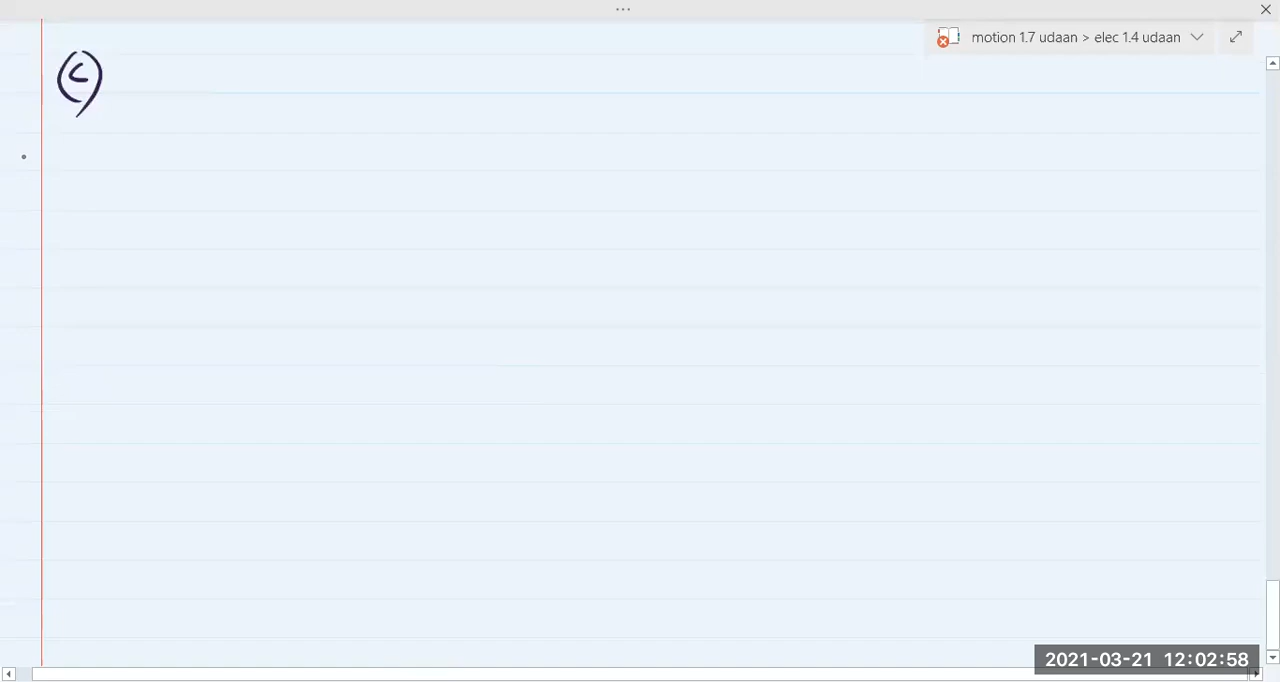 ...
motion 1.7 udaan > elec 1.4 udaan
(c)
2021-03-21 12:02:58